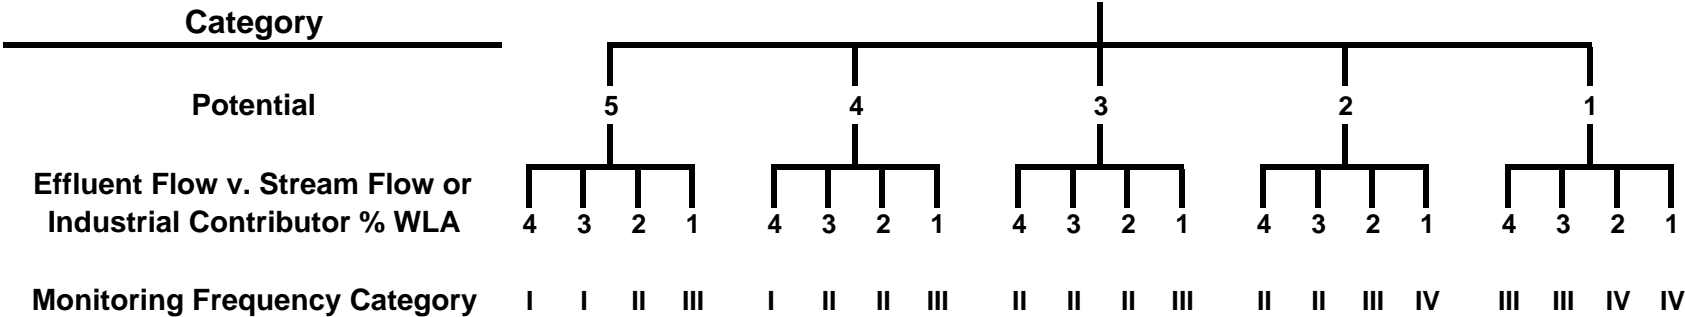 Category
Potential 5 4 3 2 1
Effluent Flow v. Stream Flow or
Industrial Contributor % WLA 4 3 2 1 4 3 2 1 4 3 2 1 4 3 2 1 4 3 2 1
Monitoring Frequency Category I I II III I II II III II II II III II II III IV III III IV IV